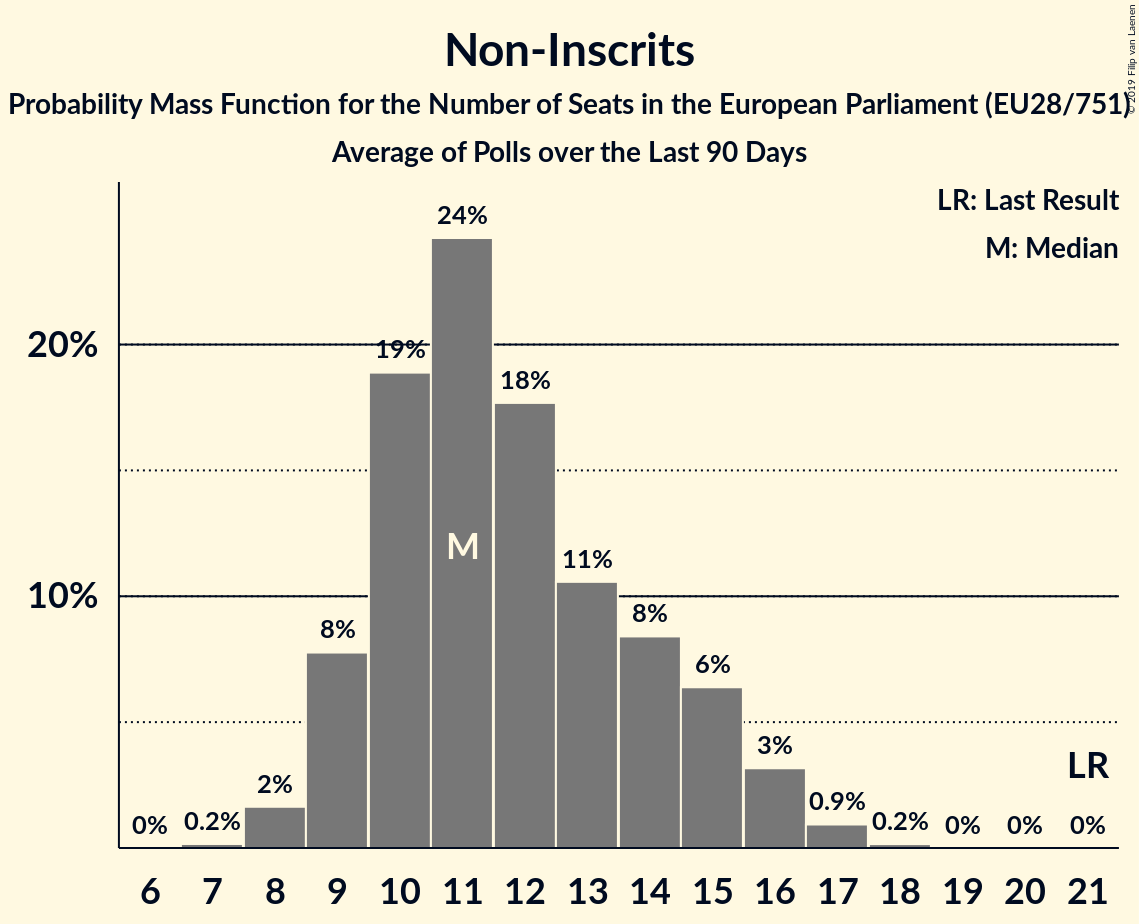 Non-Inscrits
Probability Mass Function for the Number of Seats in the European Parliament (EU28/751)
Average of Polls over the Last 90 Days
© 2019 Filip van Laenen
LR: Last Result
M: Median
24%
20%
19%
18%
M
11%
10%
8%
8%
6%
3%
LR
2%
0.9%
0% 0.2% 0.2% 0% 0% 0%
6 7 8 9 10 11 12 13 14 15 16 17 18 19 20 21